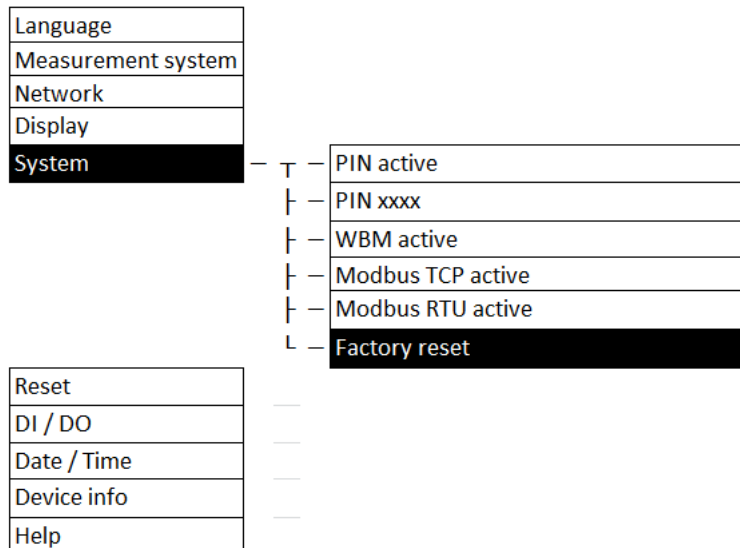 Language
Measurement system
Network
Display
System
PIN active
PIN xxxx
WBM active
Modbus TCP active
Modbus RTU active
Factory reset
Reset
DI / DO
Date / Time
Device info
Help